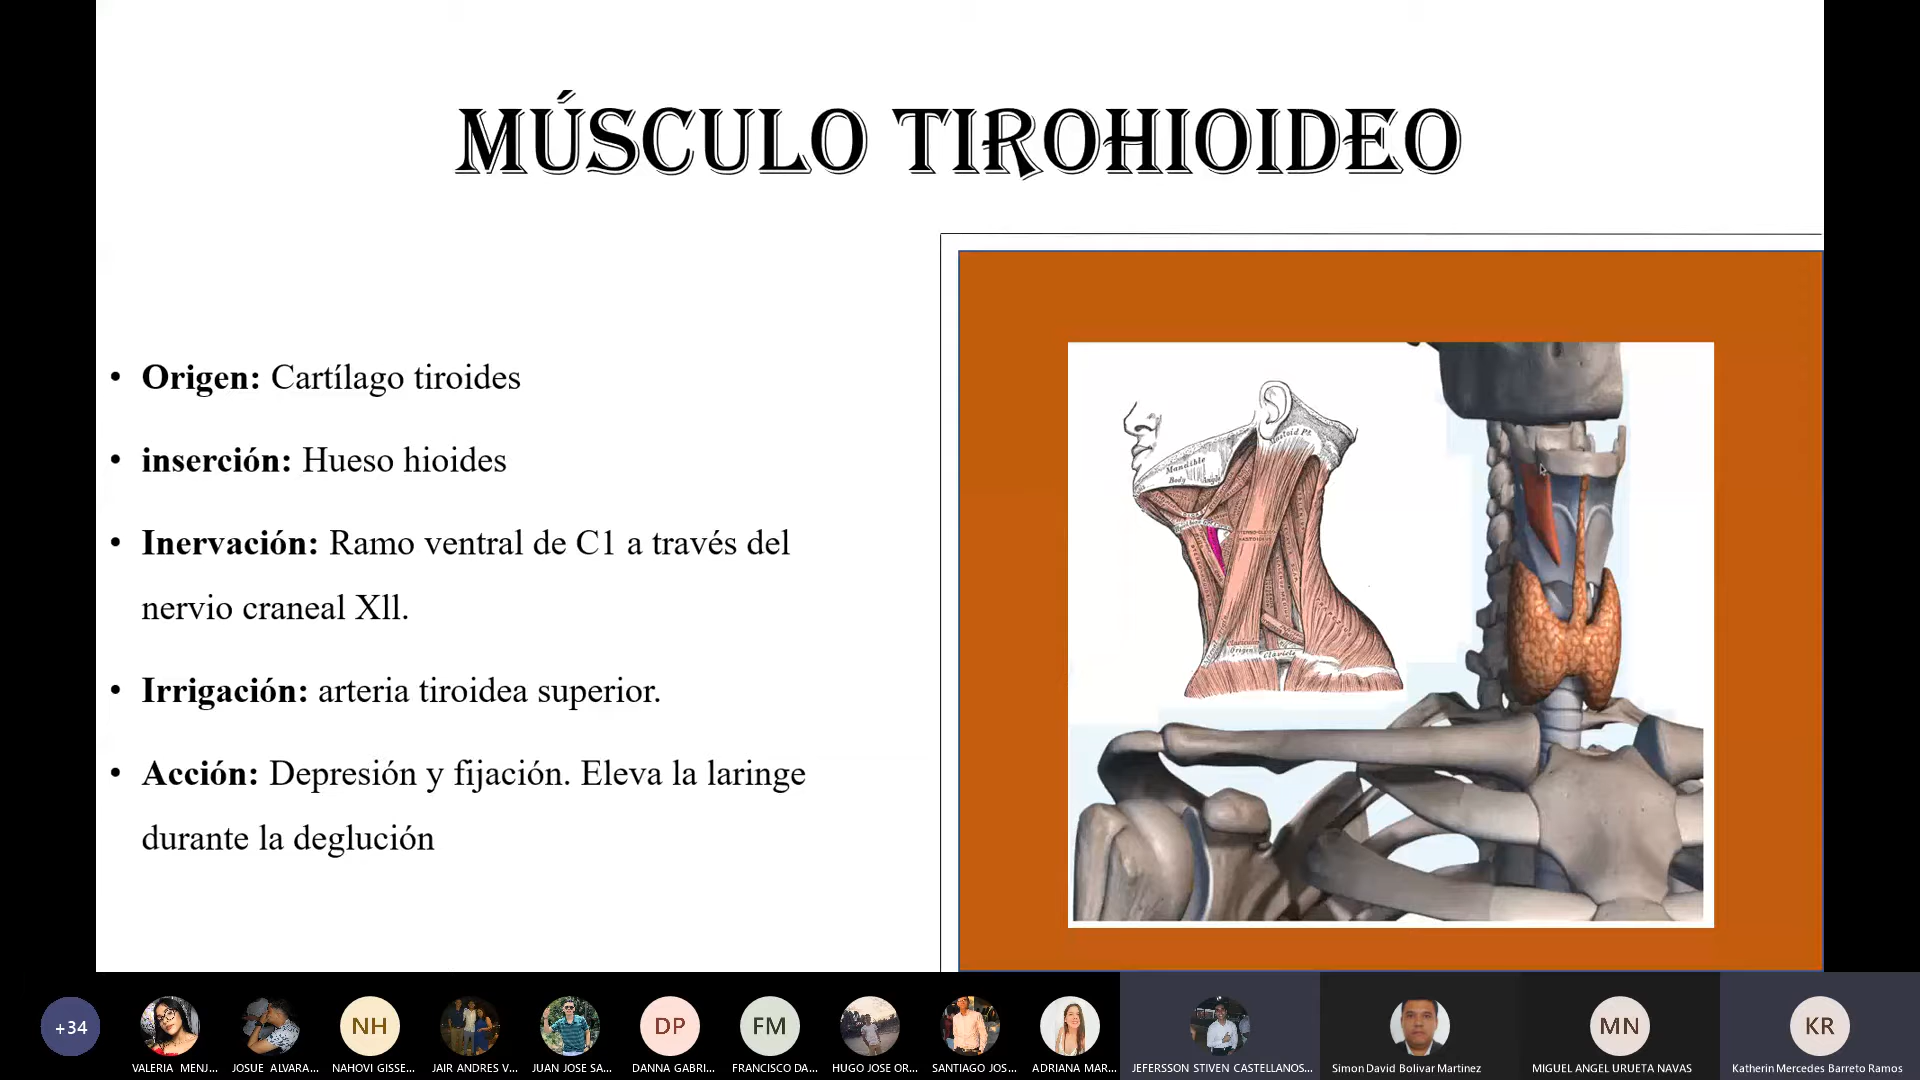 MÚSCULO TIROHIOIDEO
• Origen: Cartílago tiroides
• inserción: Hueso hioides
• Inervación: Ramo ventral de C1 a través del
nervio craneal Xll.
• Irrigación: arteria tiroidea superior.
• Acción: Depresión y fijación. Eleva la laringe
durante la deglución
Mandible
Body
Clavicle
+34
NH
DP
FM
MN
KR
VALERIA MENJ...
JOSUE ALVARA...
NAHOVI GISSE...
JAIR ANDRES V...
JUAN JOSE SA...
DANNA GABRI...
FRANCISCO DA...
HUGO JOSE OR...
SANTIAGO JOS...
ADRIANA MAR...
JEFERSSON STIVEN CASTELLANOS...
Simon David Bolivar Martinez
MIGUEL ANGEL URUETA NAVAS
Katherin Mercedes Barreto Ramos